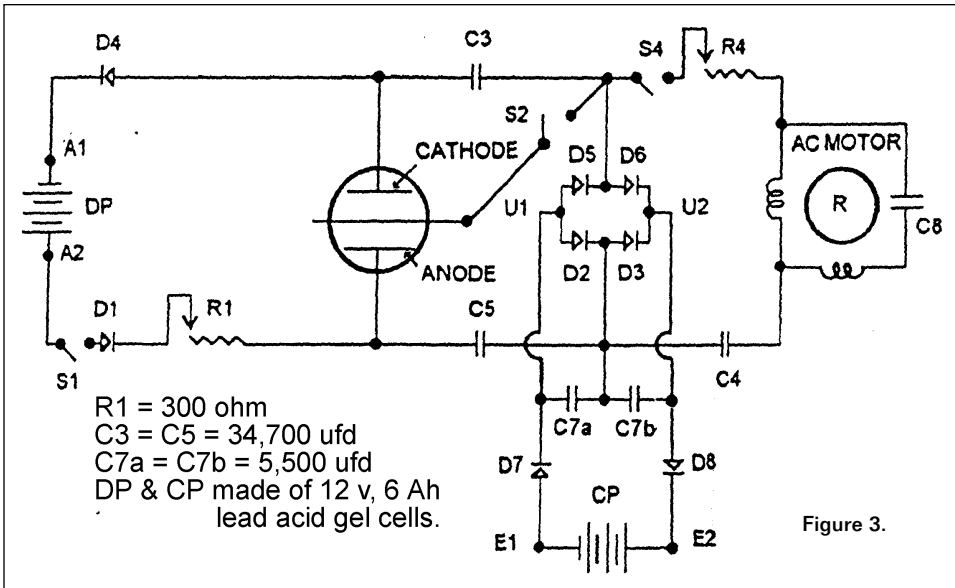 D4
C3
S4
R4
S2
A1
CATHODE
D5
D6
AC MOTOR
DP
U1
U2
R
C8
A2
ANODE
D2
D3
D1
R1
C5
S1
C4
R1 = 300 ohm
C3 = C5 = 34,700 ufd
C7a = C7b = 5,500 ufd
DP & CP made of 12 v, 6 Ah
lead acid gel cells.
C7a
C7b
D7
D8
CP
E1
E2
Figure 3.